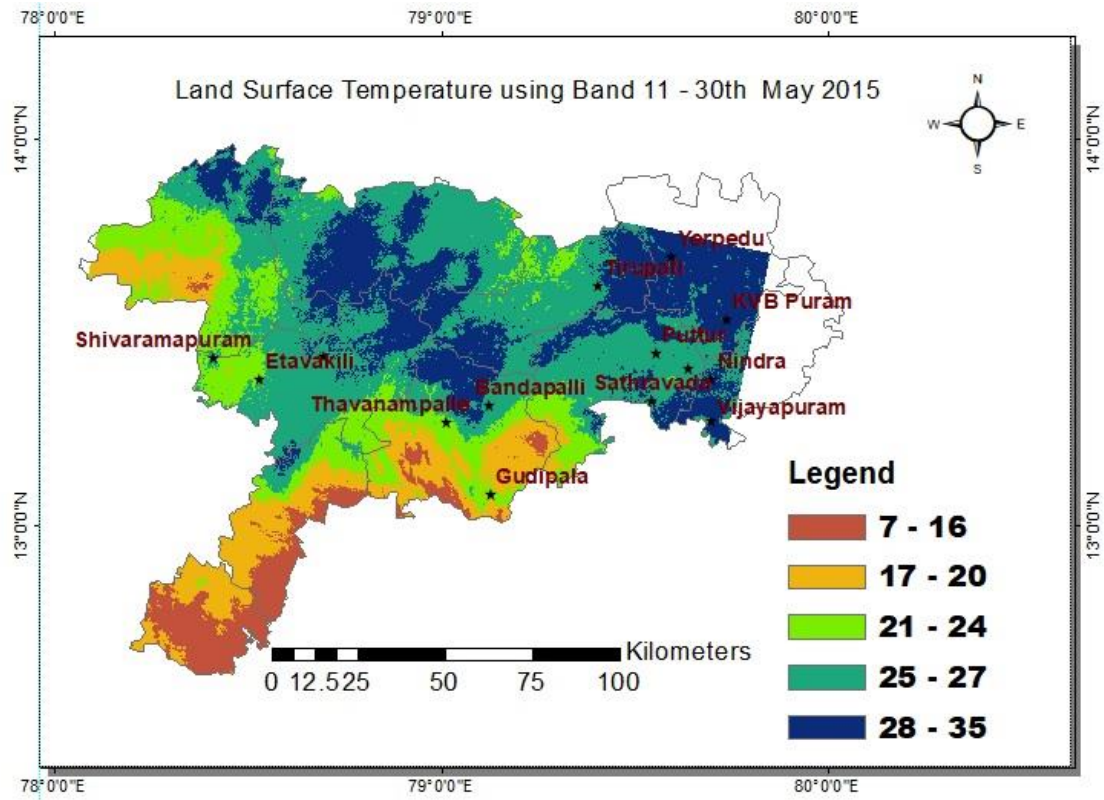 78°0'0"E 79°0'0"E 80°0'0"E
Land Surface Temperature using Band 11 - 30th May 2015
N
W E
S
14°0'0"N 14°0'0"N
Yerpedu
Tirupati
KVB Puram
Puttur
Shivaramapuram
Nindra
Etavakili
Sathravada
Bandapalli
Thavanampalle
Vijayapuram
Gudipala
13°0'0"N 13°0'0"N
Legend
7 - 16
17 - 20
21 - 24
25 - 27
28 - 35
Kilometers
0 12.5 25 50 75 100
78°0'0"E 79°0'0"E 80°0'0"E